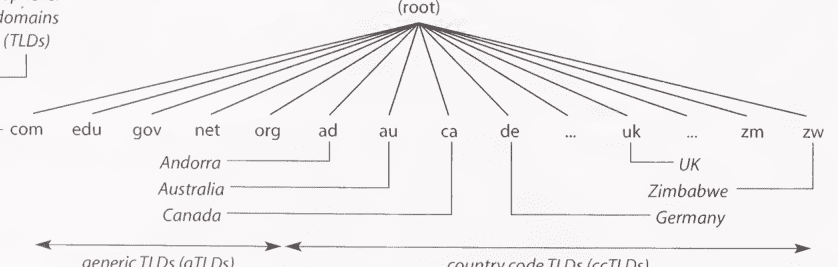 (root)
domains
(TLDs)
com edu gov net org ad au ca de ... uk ... zm zw
Andorra UK
Australia Zimbabwe
Canada Germany
generic TLDs (gTLDs) country code TLDs (ccTLDs)